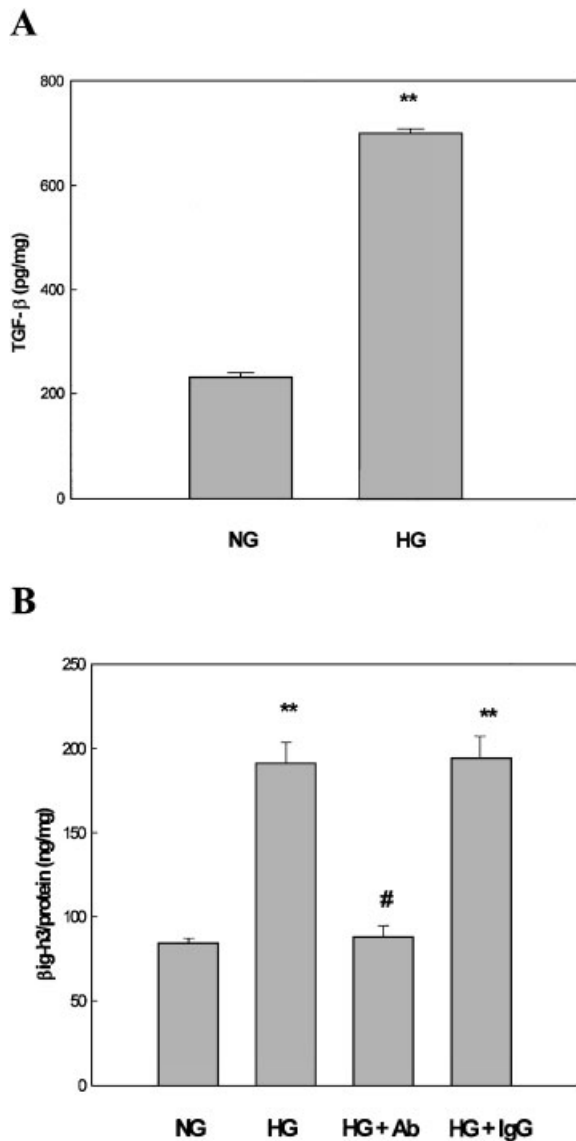 A
800
**
600
TGF- β (pg/mg)
400
200
0
NG HG
B
250
** **
200
βig-h3/protein (ng/mg)
150
#
100
50
0
NG HG HG + Ab HG + IgG